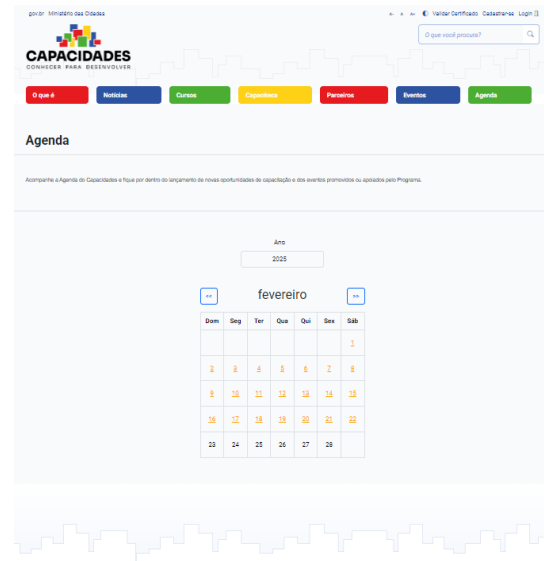 gov.br Ministério das Cidades
A- A A+ Validar Certificado Cadastre-se Login
O que você procura?
CAPACIDADES
CONHECER PARA DESENVOLVER
O que é Notícias Cursos Capacoteca Parceiros Eventos Agenda
Agenda
Acompanhe a Agenda do Capacidades e fique por dentro do lançamento de novas oportunidades de capacitação e dos eventos promovidos ou apoiados pelo Programa.
Ano
2025
<< fevereiro >>
Dom Seg Ter Qua Qui Sex Sáb
1
2 3 4 5 6 7 8
9 10 11 12 13 14 15
16 17 18 19 20 21 22
23 24 25 26 27 28